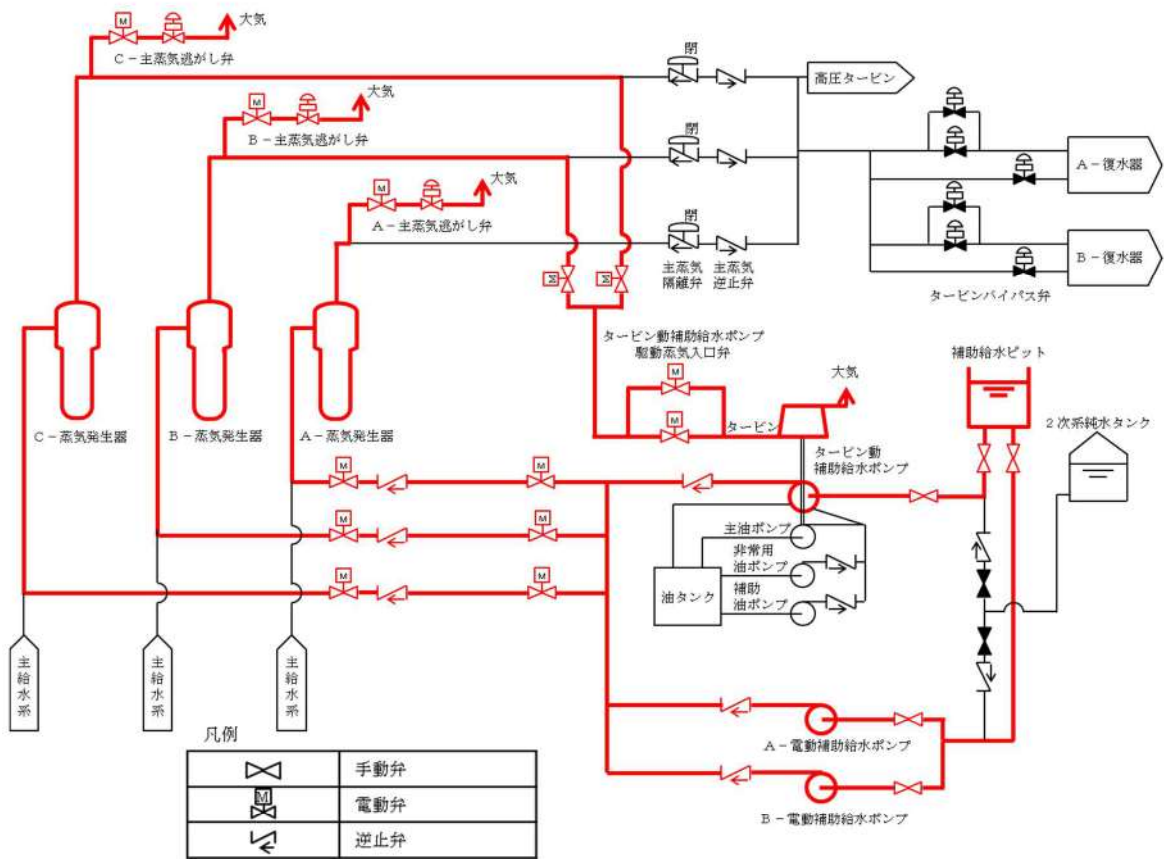 大気
M
C－主蒸気逃がし弁
閉
高圧タービン
大気
M
B－主蒸気逃がし弁
閉
A－復水器
大気
M
A－主蒸気逃がし弁
閉
主蒸気
隔離弁
主蒸気
逆止弁
B－復水器
タービンバイパス弁
M
M
タービン動補助給水ポンプ
駆動蒸気入口弁
M
M
タービン
大気
補助給水ピット
2次系純水タンク
C－蒸気発生器
B－蒸気発生器
A－蒸気発生器
タービン動
補助給水ポンプ
M
M
M
M
M
M
主油ポンプ
非常用
油ポンプ
補助
油ポンプ
油タンク
主給水系
主給水系
主給水系
A－電動補助給水ポンプ
B－電動補助給水ポンプ
凡例
手動弁
M
電動弁
逆止弁